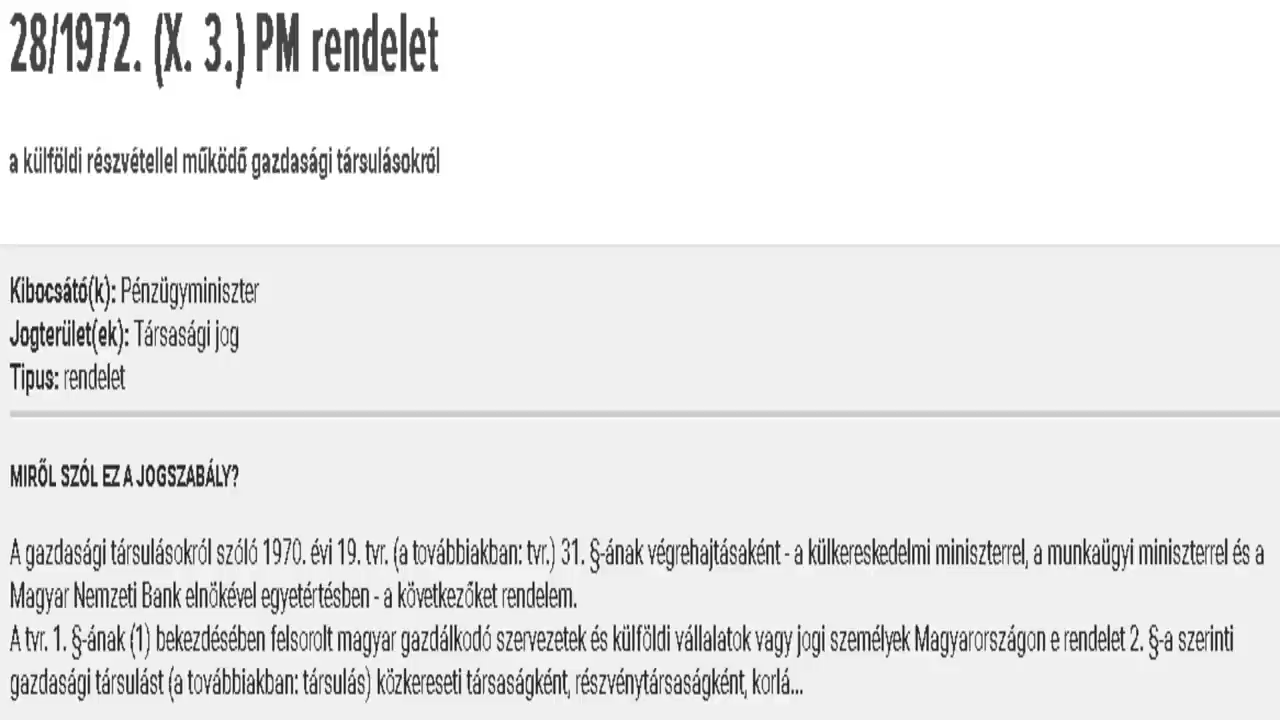 28/1972. (X. 3.) PM rendelet
a külföldi részvétellel működő gazdasági társulásokról
Kibocsátó(k): Pénzügyminiszter
Jogterület(ek): Társasági jog
Tipus: rendelet
MIRŐL SZÓL EZ A JOGSZABÁLY?
A gazdasági társulásokról szóló 1970. évi 19. tvr. (a továbbiakban: tvr.) 31. §-ának végrehajtásaként - a külkereskedelmi miniszterrel, a munkaügyi miniszterrel és a
Magyar Nemzeti Bank elnökével egyetértésben - a következőket rendelem.
A tvr. 1. §-ának (1) bekezdésében felsorolt magyar gazdálkodó szervezetek és külföldi vállalatok vagy jogi személyek Magyarországon e rendelet 2. §-a szerinti
gazdasági társulást (a továbbiakban: társulás) közkereseti társaságként, részvénytársaságként, korlá...